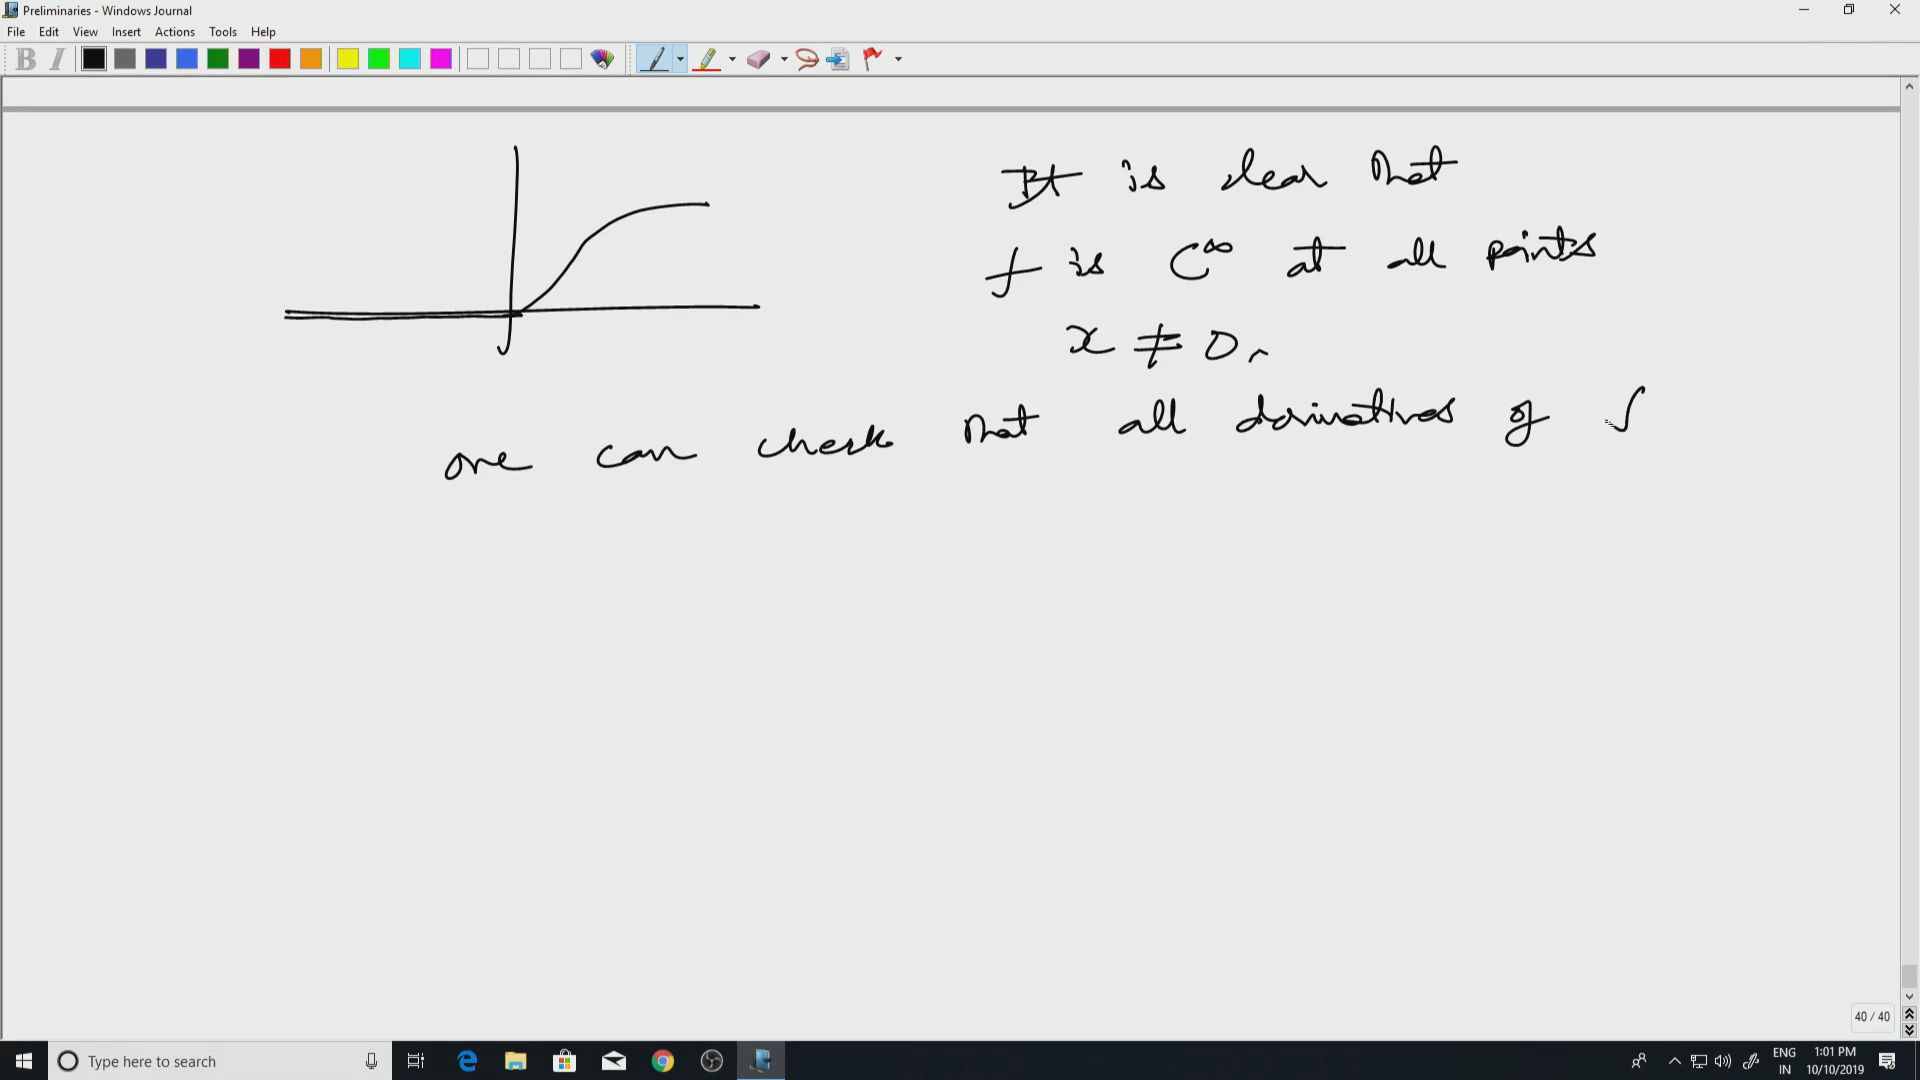 Preliminaries - Windows Journal
File Edit View Insert Actions Tools Help
B I
It is clear that
f is C^∞ at all points
x ≠ 0,
one can check that all derivatives of f
40 / 40
Type here to search
ENG 1:01 PM
IN 10/10/2019